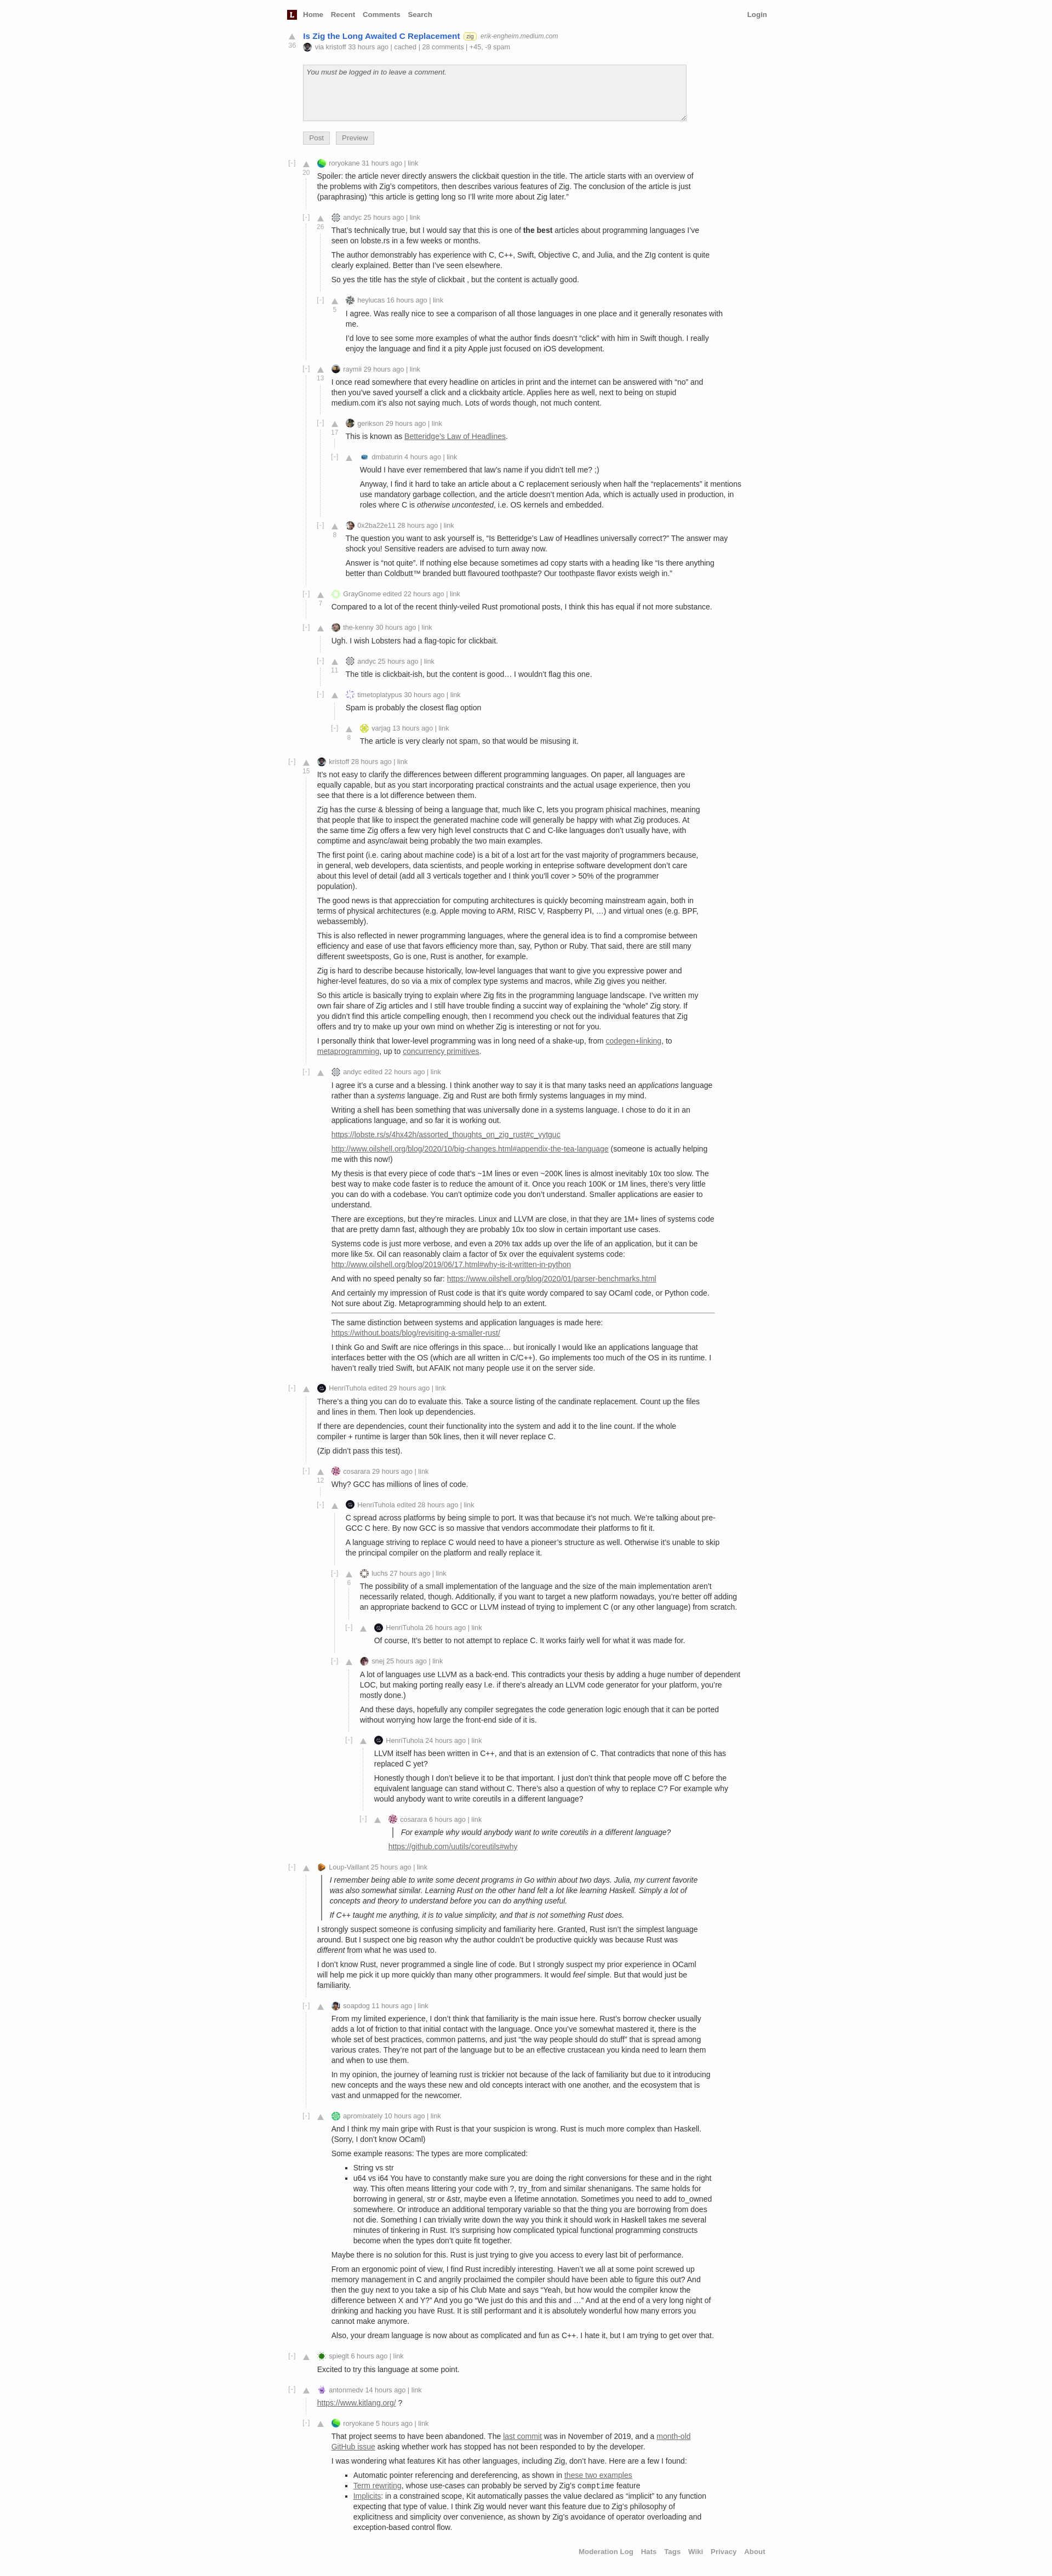 L Home Recent Comments Search Login
Is Zig the Long Awaited C Replacement zig erik-engheim.medium.com
36 via kristoff 33 hours ago | cached | 28 comments | +45, -9 spam
You must be logged in to leave a comment.
Post Preview
[-] roryokane 31 hours ago | link
20
Spoiler: the article never directly answers the clickbait question in the title. The article starts with an overview of
the problems with Zig's competitors, then describes various features of Zig. The conclusion of the article is just
(paraphrasing) “this article is getting long so I'll write more about Zig later.”
[-] andyc 25 hours ago | link
26
That's technically true, but I would say that this is one of the best articles about programming languages I've
seen on lobste.rs in a few weeks or months.
The author demonstrably has experience with C, C++, Swift, Objective C, and Julia, and the ZIg content is quite
clearly explained. Better than I've seen elsewhere.
So yes the title has the style of clickbait , but the content is actually good.
[-] heylucas 16 hours ago | link
5
I agree. Was really nice to see a comparison of all those languages in one place and it generally resonates with
me.
I'd love to see some more examples of what the author finds doesn't “click” with him in Swift though. I really
enjoy the language and find it a pity Apple just focused on iOS development.
[-] raymii 29 hours ago | link
13
I once read somewhere that every headline on articles in print and the internet can be answered with “no” and
then you've saved yourself a click and a clickbaity article. Applies here as well, next to being on stupid
medium.com it's also not saying much. Lots of words though, not much content.
[-] gerikson 29 hours ago | link
17
This is known as Betteridge's Law of Headlines.
[-] dmbaturin 4 hours ago | link
Would I have ever remembered that law's name if you didn't tell me? ;)
Anyway, I find it hard to take an article about a C replacement seriously when half the “replacements” it mentions
use mandatory garbage collection, and the article doesn't mention Ada, which is actually used in production, in
roles where C is otherwise uncontested, i.e. OS kernels and embedded.
[-] 0x2ba22e11 28 hours ago | link
8
The question you want to ask yourself is, “Is Betteridge's Law of Headlines universally correct?” The answer may
shock you! Sensitive readers are advised to turn away now.
Answer is “not quite”. If nothing else because sometimes ad copy starts with a heading like “Is there anything
better than Coldbutt™ branded butt flavoured toothpaste? Our toothpaste flavor exists weigh in.”
[-] GrayGnome edited 22 hours ago | link
7
Compared to a lot of the recent thinly-veiled Rust promotional posts, I think this has equal if not more substance.
[-] the-kenny 30 hours ago | link
Ugh. I wish Lobsters had a flag-topic for clickbait.
[-] andyc 25 hours ago | link
11
The title is clickbait-ish, but the content is good… I wouldn't flag this one.
[-] timetoplatypus 30 hours ago | link
Spam is probably the closest flag option
[-] varjag 13 hours ago | link
8
The article is very clearly not spam, so that would be misusing it.
[-] kristoff 28 hours ago | link
15
It's not easy to clarify the differences between different programming languages. On paper, all languages are
equally capable, but as you start incorporating practical constraints and the actual usage experience, then you
see that there is a lot difference between them.
Zig has the curse & blessing of being a language that, much like C, lets you program phisical machines, meaning
that people that like to inspect the generated machine code will generally be happy with what Zig produces. At
the same time Zig offers a few very high level constructs that C and C-like languages don't usually have, with
comptime and async/await being probably the two main examples.
The first point (i.e. caring about machine code) is a bit of a lost art for the vast majority of programmers because,
in general, web developers, data scientists, and people working in enteprise software development don't care
about this level of detail (add all 3 verticals together and I think you'll cover > 50% of the programmer
population).
The good news is that apprecciation for computing architectures is quickly becoming mainstream again, both in
terms of physical architectures (e.g. Apple moving to ARM, RISC V, Raspberry PI, …) and virtual ones (e.g. BPF,
webassembly).
This is also reflected in newer programming languages, where the general idea is to find a compromise between
efficiency and ease of use that favors efficiency more than, say, Python or Ruby. That said, there are still many
different sweetsposts, Go is one, Rust is another, for example.
Zig is hard to describe because historically, low-level languages that want to give you expressive power and
higher-level features, do so via a mix of complex type systems and macros, while Zig gives you neither.
So this article is basically trying to explain where Zig fits in the programming language landscape. I've written my
own fair share of Zig articles and I still have trouble finding a succint way of explaining the “whole” Zig story. If
you didn't find this article compelling enough, then I recommend you check out the individual features that Zig
offers and try to make up your own mind on whether Zig is interesting or not for you.
I personally think that lower-level programming was in long need of a shake-up, from codegen+linking, to
metaprogramming, up to concurrency primitives.
[-] andyc edited 22 hours ago | link
I agree it's a curse and a blessing. I think another way to say it is that many tasks need an applications language
rather than a systems language. Zig and Rust are both firmly systems languages in my mind.
Writing a shell has been something that was universally done in a systems language. I chose to do it in an
applications language, and so far it is working out.
https://lobste.rs/s/4hx42h/assorted_thoughts_on_zig_rust#c_vytguc
http://www.oilshell.org/blog/2020/10/big-changes.html#appendix-the-tea-language (someone is actually helping
me with this now!)
My thesis is that every piece of code that's ~1M lines or even ~200K lines is almost inevitably 10x too slow. The
best way to make code faster is to reduce the amount of it. Once you reach 100K or 1M lines, there's very little
you can do with a codebase. You can't optimize code you don't understand. Smaller applications are easier to
understand.
There are exceptions, but they're miracles. Linux and LLVM are close, in that they are 1M+ lines of systems code
that are pretty damn fast, although they are probably 10x too slow in certain important use cases.
Systems code is just more verbose, and even a 20% tax adds up over the life of an application, but it can be
more like 5x. Oil can reasonably claim a factor of 5x over the equivalent systems code:
http://www.oilshell.org/blog/2019/06/17.html#why-is-it-written-in-python
And with no speed penalty so far: https://www.oilshell.org/blog/2020/01/parser-benchmarks.html
And certainly my impression of Rust code is that it's quite wordy compared to say OCaml code, or Python code.
Not sure about Zig. Metaprogramming should help to an extent.
The same distinction between systems and application languages is made here:
https://without.boats/blog/revisiting-a-smaller-rust/
I think Go and Swift are nice offerings in this space… but ironically I would like an applications language that
interfaces better with the OS (which are all written in C/C++). Go implements too much of the OS in its runtime. I
haven't really tried Swift, but AFAIK not many people use it on the server side.
[-] HenriTuhola edited 29 hours ago | link
There's a thing you can do to evaluate this. Take a source listing of the candinate replacement. Count up the files
and lines in them. Then look up dependencies.
If there are dependencies, count their functionality into the system and add it to the line count. If the whole
compiler + runtime is larger than 50k lines, then it will never replace C.
(Zip didn't pass this test).
[-] cosarara 29 hours ago | link
12
Why? GCC has millions of lines of code.
[-] HenriTuhola edited 28 hours ago | link
C spread across platforms by being simple to port. It was that because it's not much. We're talking about pre-
GCC C here. By now GCC is so massive that vendors accommodate their platforms to fit it.
A language striving to replace C would need to have a pioneer's structure as well. Otherwise it's unable to skip
the principal compiler on the platform and really replace it.
[-] luchs 27 hours ago | link
6
The possibility of a small implementation of the language and the size of the main implementation aren't
necessarily related, though. Additionally, if you want to target a new platform nowadays, you're better off adding
an appropriate backend to GCC or LLVM instead of trying to implement C (or any other language) from scratch.
[-] HenriTuhola 26 hours ago | link
Of course, It's better to not attempt to replace C. It works fairly well for what it was made for.
[-] snej 25 hours ago | link
A lot of languages use LLVM as a back-end. This contradicts your thesis by adding a huge number of dependent
LOC, but making porting really easy I.e. if there's already an LLVM code generator for your platform, you're
mostly done.)
And these days, hopefully any compiler segregates the code generation logic enough that it can be ported
without worrying how large the front-end side of it is.
[-] HenriTuhola 24 hours ago | link
LLVM itself has been written in C++, and that is an extension of C. That contradicts that none of this has
replaced C yet?
Honestly though I don't believe it to be that important. I just don't think that people move off C before the
equivalent language can stand without C. There's also a question of why to replace C? For example why
would anybody want to write coreutils in a different language?
[-] cosarara 6 hours ago | link
For example why would anybody want to write coreutils in a different language?
https://github.com/uutils/coreutils#why
[-] Loup-Vaillant 25 hours ago | link
I remember being able to write some decent programs in Go within about two days. Julia, my current favorite
was also somewhat similar. Learning Rust on the other hand felt a lot like learning Haskell. Simply a lot of
concepts and theory to understand before you can do anything useful.
If C++ taught me anything, it is to value simplicity, and that is not something Rust does.
I strongly suspect someone is confusing simplicity and familiarity here. Granted, Rust isn't the simplest language
around. But I suspect one big reason why the author couldn't be productive quickly was because Rust was
different from what he was used to.
I don't know Rust, never programmed a single line of code. But I strongly suspect my prior experience in OCaml
will help me pick it up more quickly than many other programmers. It would feel simple. But that would just be
familiarity.
[-] soapdog 11 hours ago | link
From my limited experience, I don't think that familiarity is the main issue here. Rust's borrow checker usually
adds a lot of friction to that initial contact with the language. Once you've somewhat mastered it, there is the
whole set of best practices, common patterns, and just “the way people should do stuff” that is spread among
various crates. They're not part of the language but to be an effective crustacean you kinda need to learn them
and when to use them.
In my opinion, the journey of learning rust is trickier not because of the lack of familiarity but due to it introducing
new concepts and the ways these new and old concepts interact with one another, and the ecosystem that is
vast and unmapped for the newcomer.
[-] apromixately 10 hours ago | link
And I think my main gripe with Rust is that your suspicion is wrong. Rust is much more complex than Haskell.
(Sorry, I don't know OCaml)
Some example reasons: The types are more complicated:
• String vs str
• u64 vs i64 You have to constantly make sure you are doing the right conversions for these and in the right
way. This often means littering your code with ?, try_from and similar shenanigans. The same holds for
borrowing in general, str or &str, maybe even a lifetime annotation. Sometimes you need to add to_owned
somewhere. Or introduce an additional temporary variable so that the thing you are borrowing from does
not die. Something I can trivially write down the way you think it should work in Haskell takes me several
minutes of tinkering in Rust. It's surprising how complicated typical functional programming constructs
become when the types don't quite fit together.
Maybe there is no solution for this. Rust is just trying to give you access to every last bit of performance.
From an ergonomic point of view, I find Rust incredibly interesting. Haven't we all at some point screwed up
memory management in C and angrily proclaimed the compiler should have been able to figure this out? And
then the guy next to you take a sip of his Club Mate and says “Yeah, but how would the compiler know the
difference between X and Y?” And you go “We just do this and this and …” And at the end of a very long night of
drinking and hacking you have Rust. It is still performant and it is absolutely wonderful how many errors you
cannot make anymore.
Also, your dream language is now about as complicated and fun as C++. I hate it, but I am trying to get over that.
[-] spieglt 6 hours ago | link
Excited to try this language at some point.
[-] antonmedv 14 hours ago | link
https://www.kitlang.org/ ?
[-] roryokane 5 hours ago | link
That project seems to have been abandoned. The last commit was in November of 2019, and a month-old
GitHub issue asking whether work has stopped has not been responded to by the developer.
I was wondering what features Kit has other languages, including Zig, don't have. Here are a few I found:
• Automatic pointer referencing and dereferencing, as shown in these two examples
• Term rewriting, whose use-cases can probably be served by Zig's comptime feature
• Implicits: in a constrained scope, Kit automatically passes the value declared as “implicit” to any function
expecting that type of value. I think Zig would never want this feature due to Zig's philosophy of
explicitness and simplicity over convenience, as shown by Zig's avoidance of operator overloading and
exception-based control flow.
Moderation Log Hats Tags Wiki Privacy About